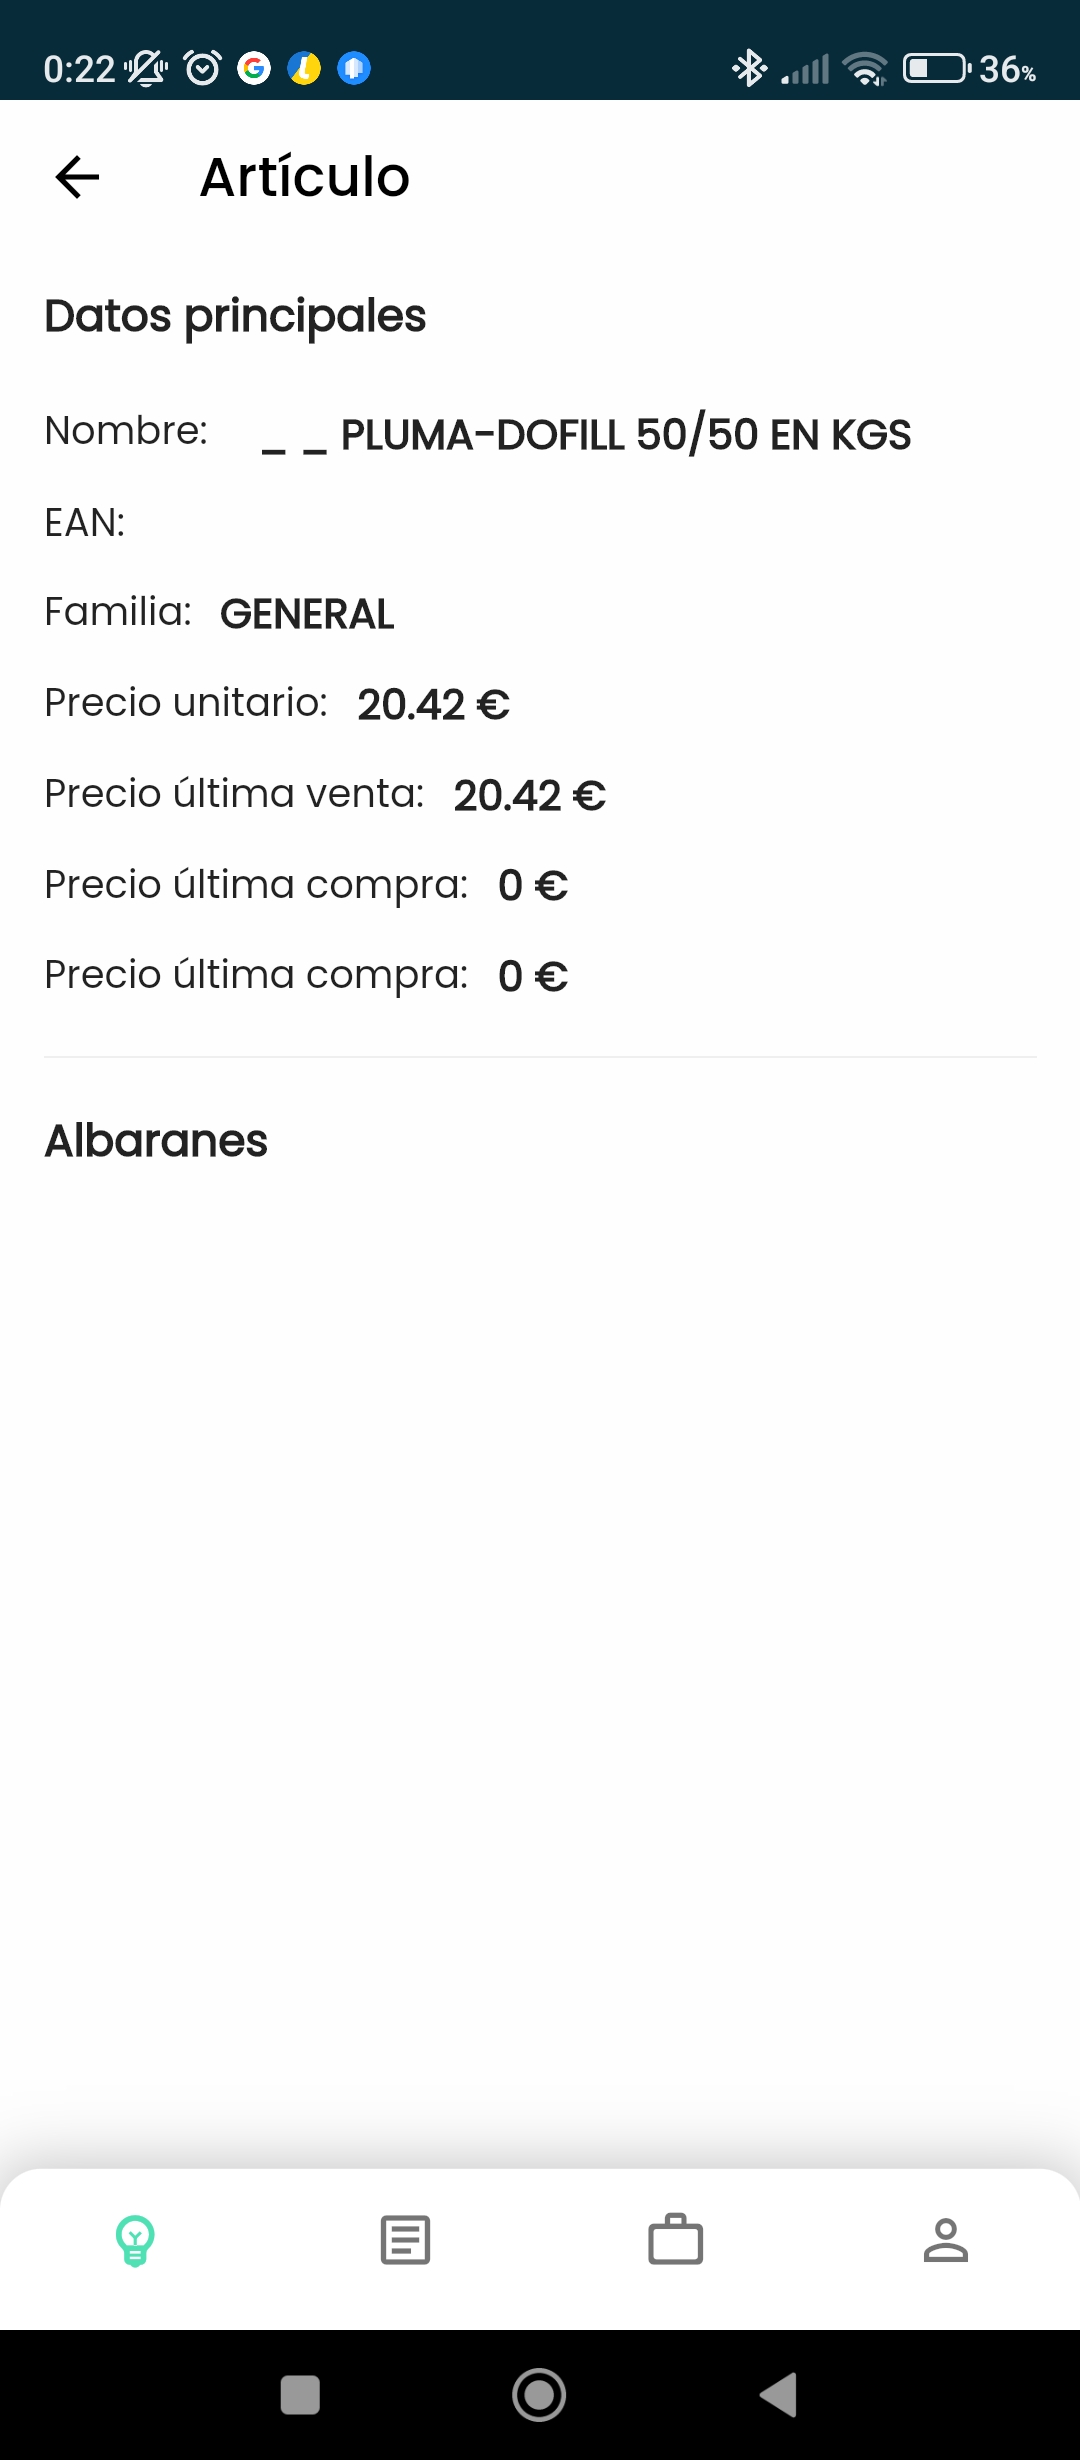 0:22 36%
Artículo
Datos principales
Nombre: _ _ PLUMA-DOFILL 50/50 EN KGS
EAN:
Familia: GENERAL
Precio unitario: 20.42 €
Precio última venta: 20.42 €
Precio última compra: 0 €
Precio última compra: 0 €
Albaranes